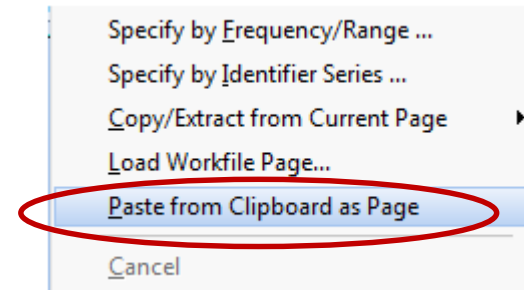 Specify by Frequency/Range ...
Specify by Identifier Series ...
Copy/Extract from Current Page
Load Workfile Page...
Paste from Clipboard as Page
Cancel